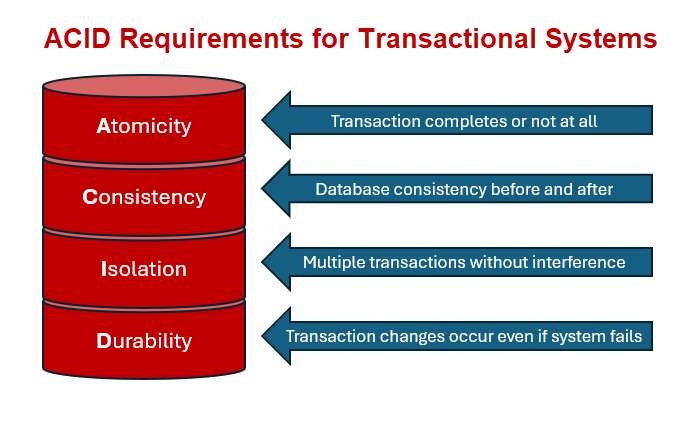 ACID Requirements for Transactional Systems
Atomicity
Transaction completes or not at all
Consistency
Database consistency before and after
Isolation
Multiple transactions without interference
Durability
Transaction changes occur even if system fails